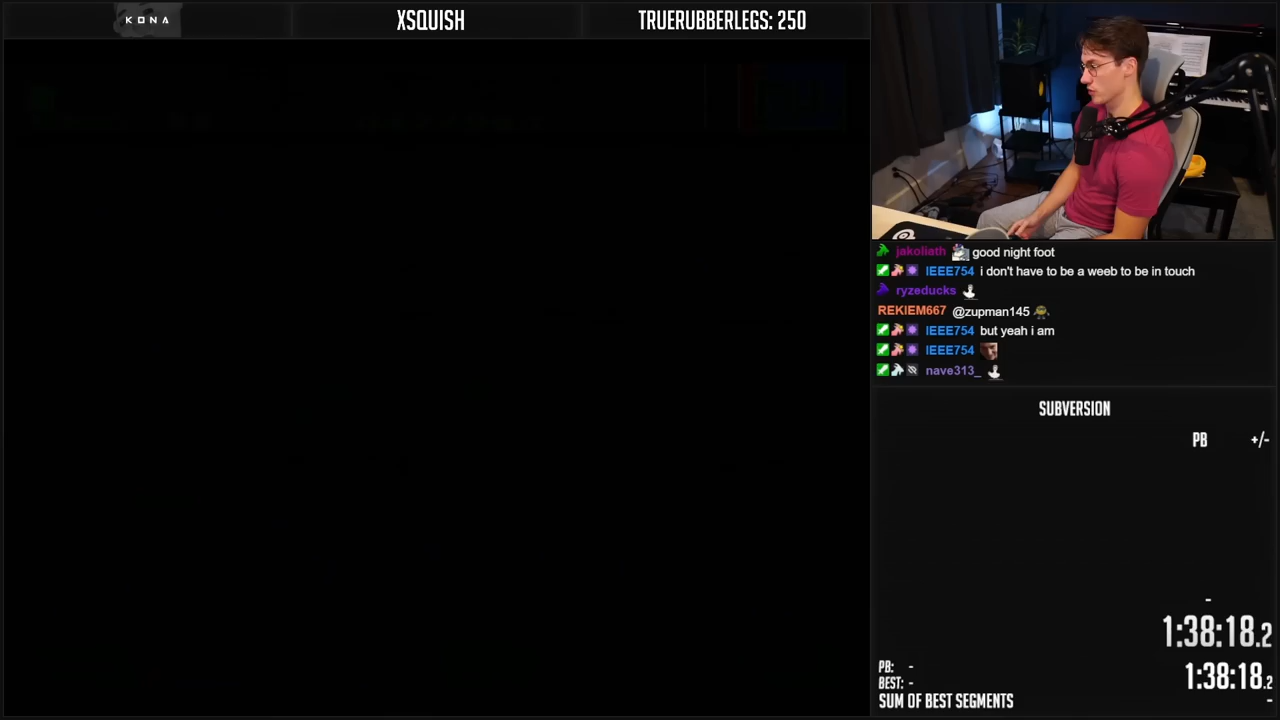 KONA
XSQUISH
TRUERUBBERLEGS: 250
jakoliath good night foot
IEEE754 i don't have to be a weeb to be in touch
ryzeducks
REKIEM667 @zupman145
IEEE754 but yeah i am
IEEE754
nave313_
SUBVERSION
PB +/-
-
1:38:18.2
PB: -
1:38:18.2
BEST: -
SUM OF BEST SEGMENTS -